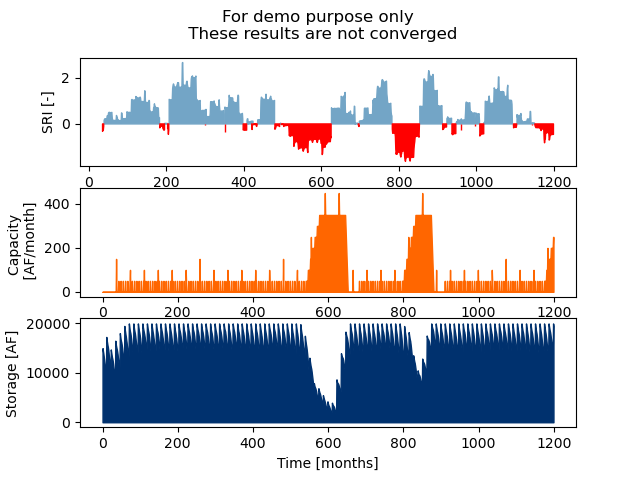 For demo purpose only
These results are not converged
SRI [-]
2
0
0 200 400 600 800 1000 1200
Capacity
[AF/month]
400
200
0
0 200 400 600 800 1000 1200
Storage [AF]
20000
10000
0
0 200 400 600 800 1000 1200
Time [months]